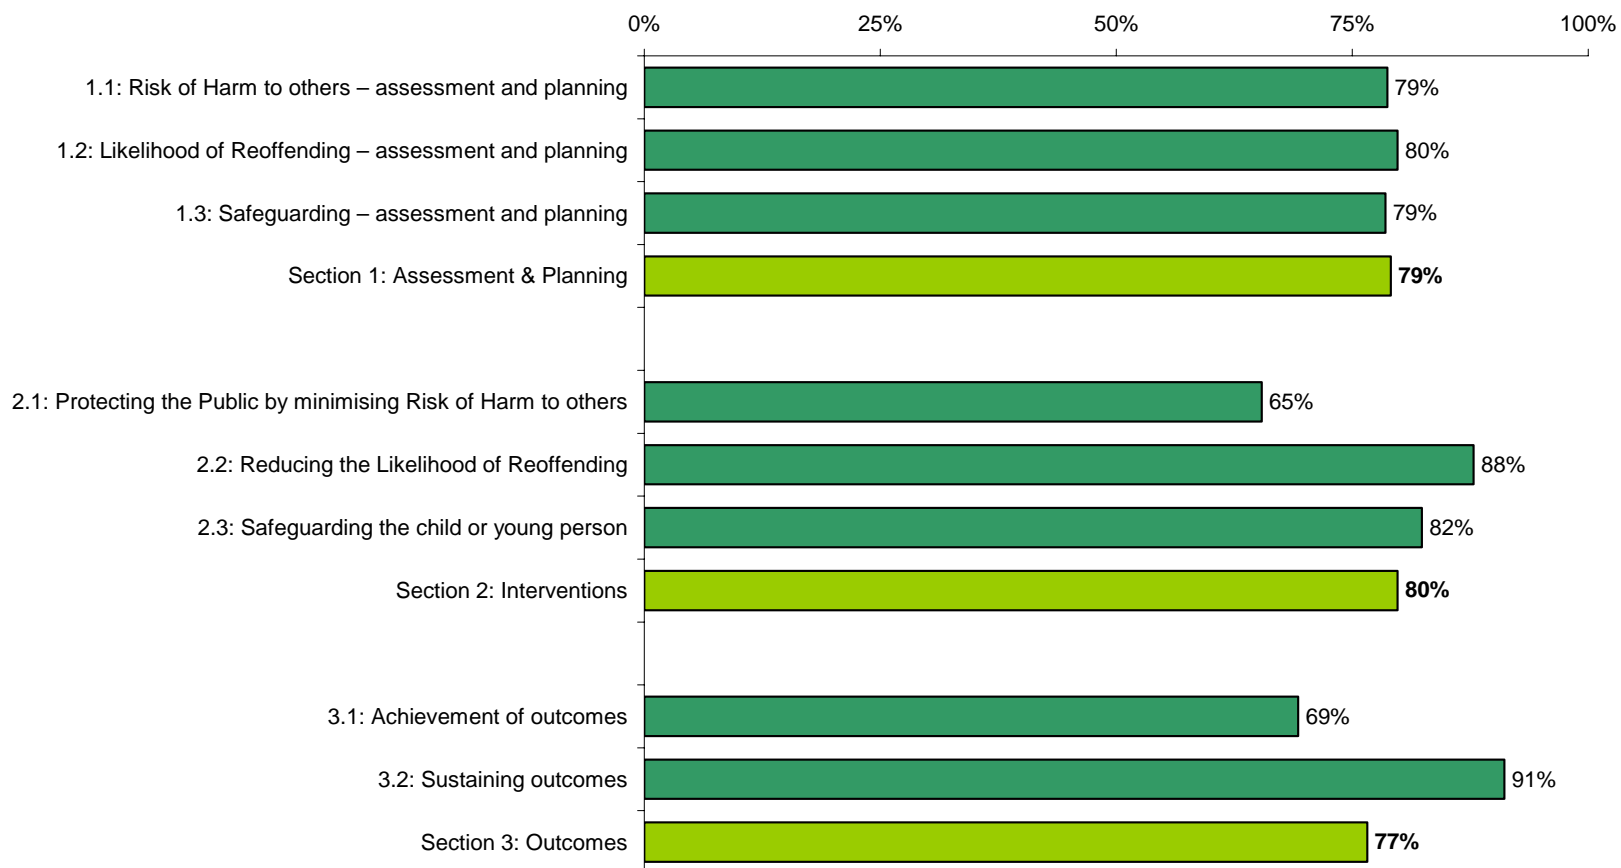 0% 25% 50% 75% 100%
1.1: Risk of Harm to others – assessment and planning 79%
1.2: Likelihood of Reoffending – assessment and planning 80%
1.3: Safeguarding – assessment and planning 79%
Section 1: Assessment & Planning 79%
2.1: Protecting the Public by minimising Risk of Harm to others 65%
2.2: Reducing the Likelihood of Reoffending 88%
2.3: Safeguarding the child or young person 82%
Section 2: Interventions 80%
3.1: Achievement of outcomes 69%
3.2: Sustaining outcomes 91%
Section 3: Outcomes 77%